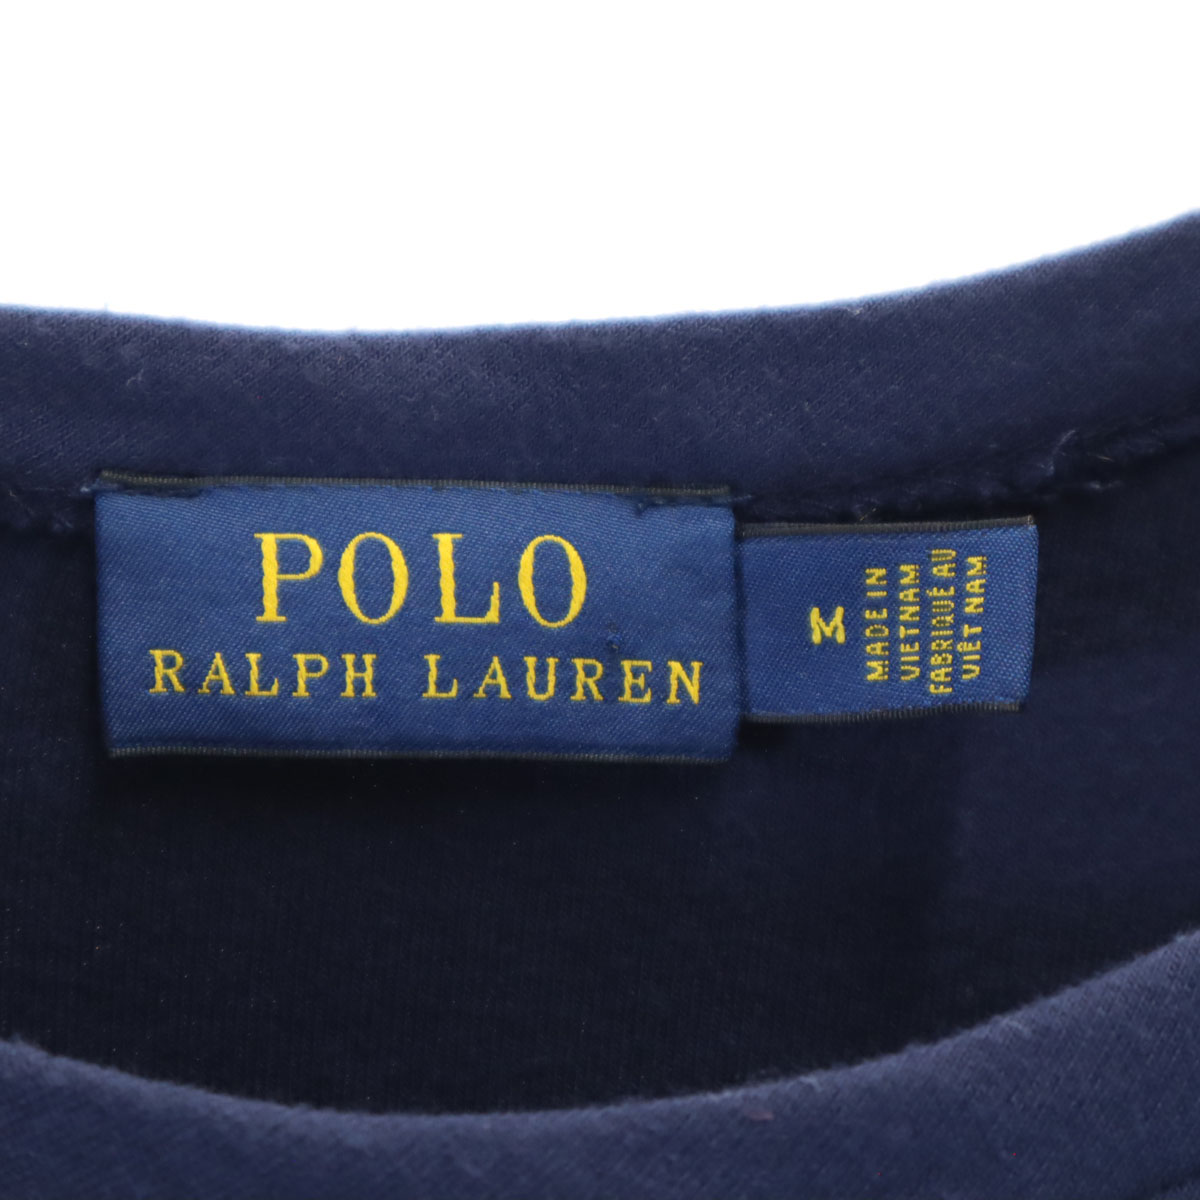 POLO
RALPH LAUREN
M
MADE IN
VIETNAM
FABRIQUÉ AU
VIÊT NAM